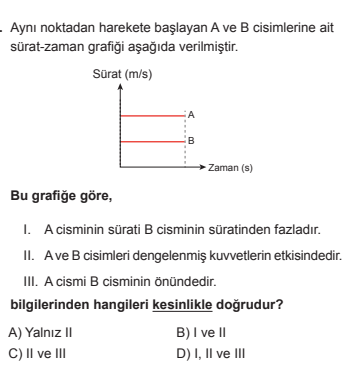 . Aynı noktadan harekete başlayan A ve B cisimlerine ait
sürat-zaman grafiği aşağıda verilmiştir.
Sürat (m/s)
A
B
Zaman (s)
Bu grafiğe göre,
I. A cisminin sürati B cisminin süratinden fazladır.
II. A ve B cisimleri dengelenmiş kuvvetlerin etkisindedir.
III. A cismi B cisminin önündedir.
bilgilerinden hangileri kesinlikle doğrudur?
A) Yalnız II B) I ve II
C) II ve III D) I, II ve III